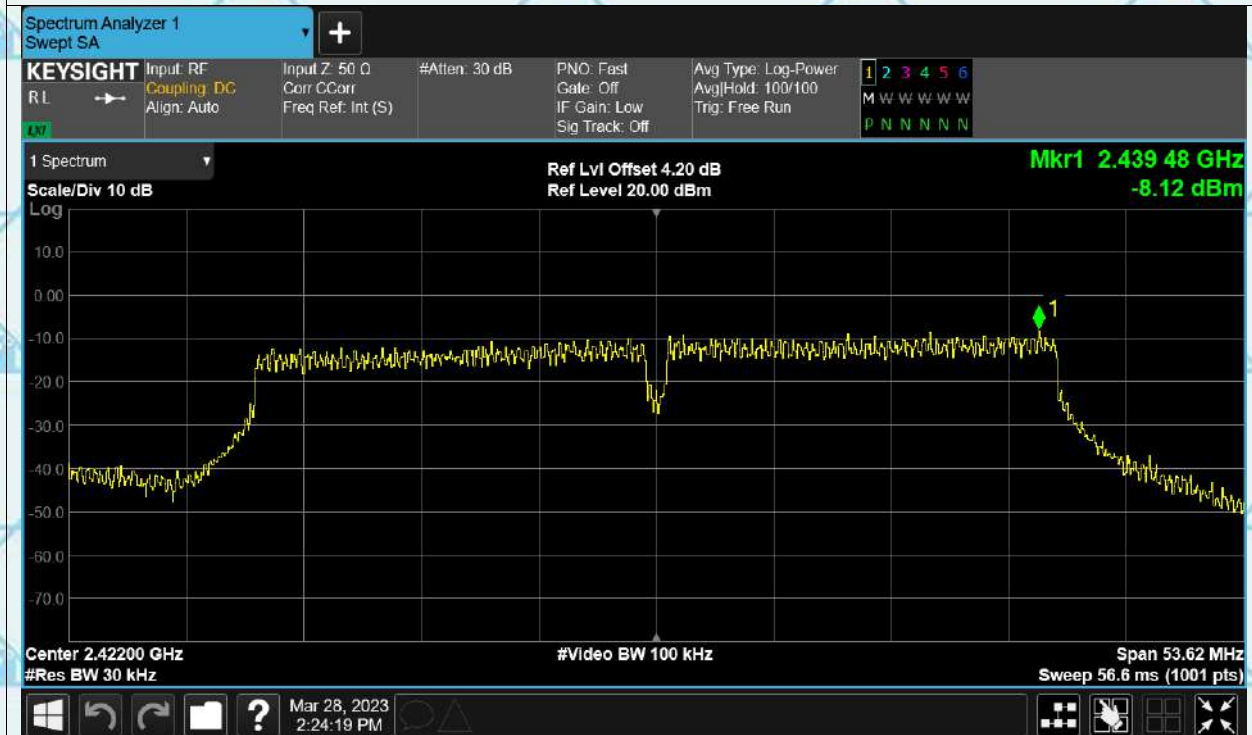 Spectrum Analyzer 1
Swept SA
+
KEYSIGHT
RL
LXI
Input: RF
Coupling: DC
Align: Auto
Input Z: 50 Ω
Corr CCorr
Freq Ref: Int (S)
#Atten: 30 dB
PNO: Fast
Gate: Off
IF Gain: Low
Sig Track: Off
Avg Type: Log-Power
Avg|Hold: 100/100
Trig: Free Run
1 2 3 4 5 6
M W W W W W
P N N N N N
1 Spectrum
Scale/Div 10 dB
Log
Ref Lvl Offset 4.20 dB
Ref Level 20.00 dBm
Mkr1 2.439 48 GHz
-8.12 dBm
10.0
0.00
-10.0
-20.0
-30.0
-40.0
-50.0
-60.0
-70.0
1
Center 2.42200 GHz
#Res BW 30 kHz
#Video BW 100 kHz
Span 53.62 MHz
Sweep 56.6 ms (1001 pts)
?
Mar 28, 2023
2:24:19 PM